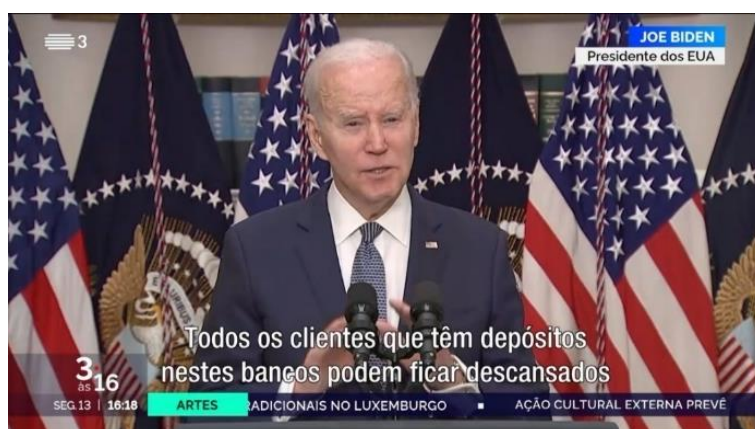 3
JOE BIDEN
Presidente dos EUA
Todos os clientes que têm depósitos
nestes bancos podem ficar descansados
3
às 16
SEG.13 | 16:18
ARTES
RADICIONAIS NO LUXEMBURGO ▪ AÇÃO CULTURAL EXTERNA PREVÊ